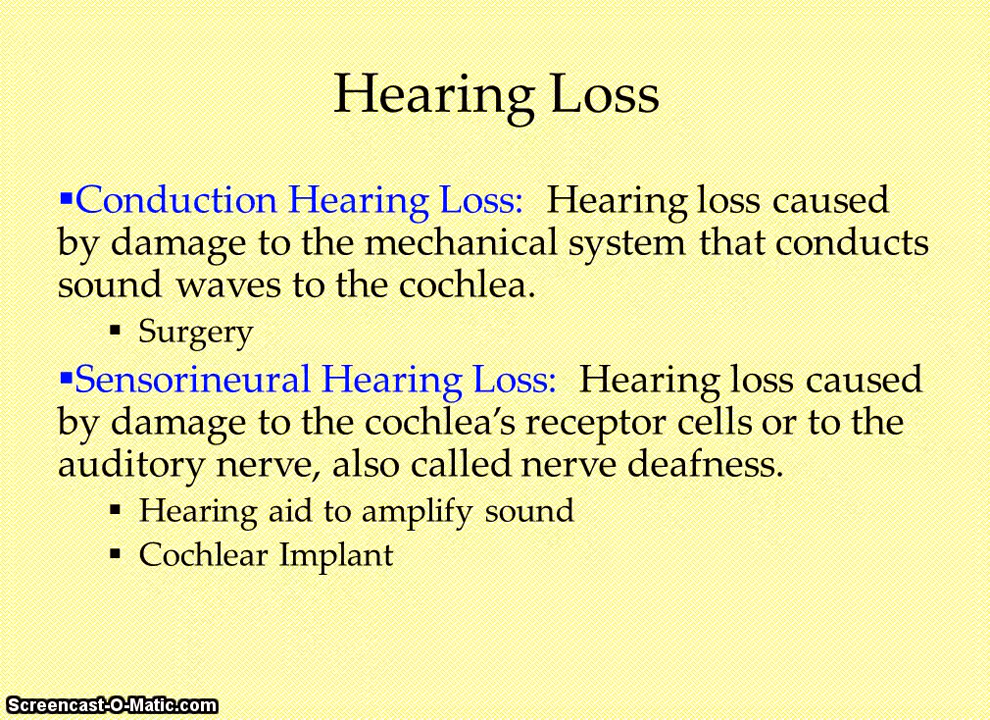 Hearing Loss
▪Conduction Hearing Loss: Hearing loss caused
by damage to the mechanical system that conducts
sound waves to the cochlea.
▪ Surgery
▪Sensorineural Hearing Loss: Hearing loss caused
by damage to the cochlea’s receptor cells or to the
auditory nerve, also called nerve deafness.
▪ Hearing aid to amplify sound
▪ Cochlear Implant
Screencast-O-Matic.com